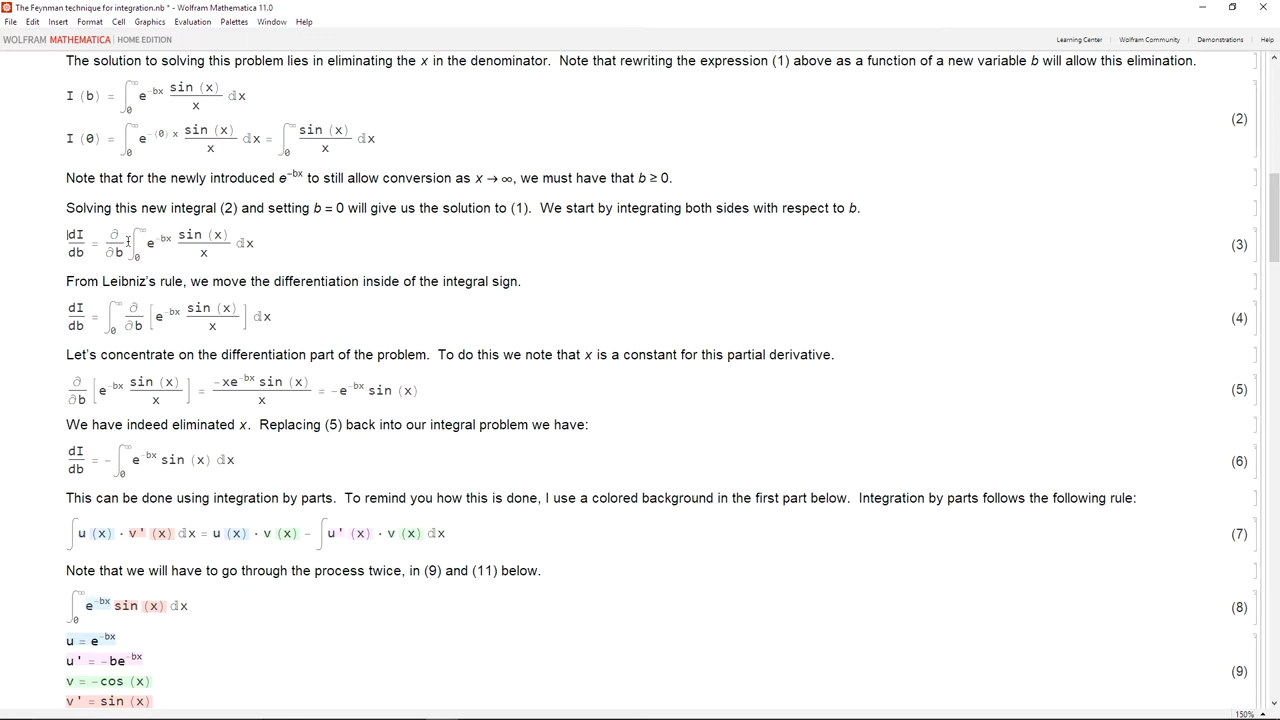 The Feynman technique for integration.nb * - Wolfram Mathematica 11.0
File Edit Insert Format Cell Graphics Evaluation Palettes Window Help
WOLFRAM MATHEMATICA | HOME EDITION Learning Center Wolfram Community Demonstrations Help
The solution to solving this problem lies in eliminating the x in the denominator. Note that rewriting the expression (1) above as a function of a new variable b will allow this elimination.
I (b) = ∫₀^∞ e^(-bx) sin (x)/x ⅆx
(2)
I (0) = ∫₀^∞ e^(-(0) x) sin (x)/x ⅆx = ∫₀^∞ sin (x)/x ⅆx
Note that for the newly introduced e^(-bx) to still allow conversion as x → ∞, we must have that b ≥ 0.
Solving this new integral (2) and setting b = 0 will give us the solution to (1). We start by integrating both sides with respect to b.
dI/db = ∂/∂b ∫₀^∞ e^(-bx) sin (x)/x ⅆx (3)
From Leibniz's rule, we move the differentiation inside of the integral sign.
dI/db = ∫₀^∞ ∂/∂b [e^(-bx) sin (x)/x] ⅆx (4)
Let's concentrate on the differentiation part of the problem. To do this we note that x is a constant for this partial derivative.
∂/∂b [e^(-bx) sin (x)/x] = -xe^(-bx) sin (x)/x = -e^(-bx) sin (x) (5)
We have indeed eliminated x. Replacing (5) back into our integral problem we have:
dI/db = -∫₀^∞ e^(-bx) sin (x) ⅆx (6)
This can be done using integration by parts. To remind you how this is done, I use a colored background in the first part below. Integration by parts follows the following rule:
∫u (x) · v' (x) ⅆx = u (x) · v (x) - ∫u' (x) · v (x) ⅆx (7)
Note that we will have to go through the process twice, in (9) and (11) below.
∫₀^∞ e^(-bx) sin (x) ⅆx (8)
u = e^(-bx)
u' = -be^(-bx)
(9)
v = -cos (x)
v' = sin (x)
150%